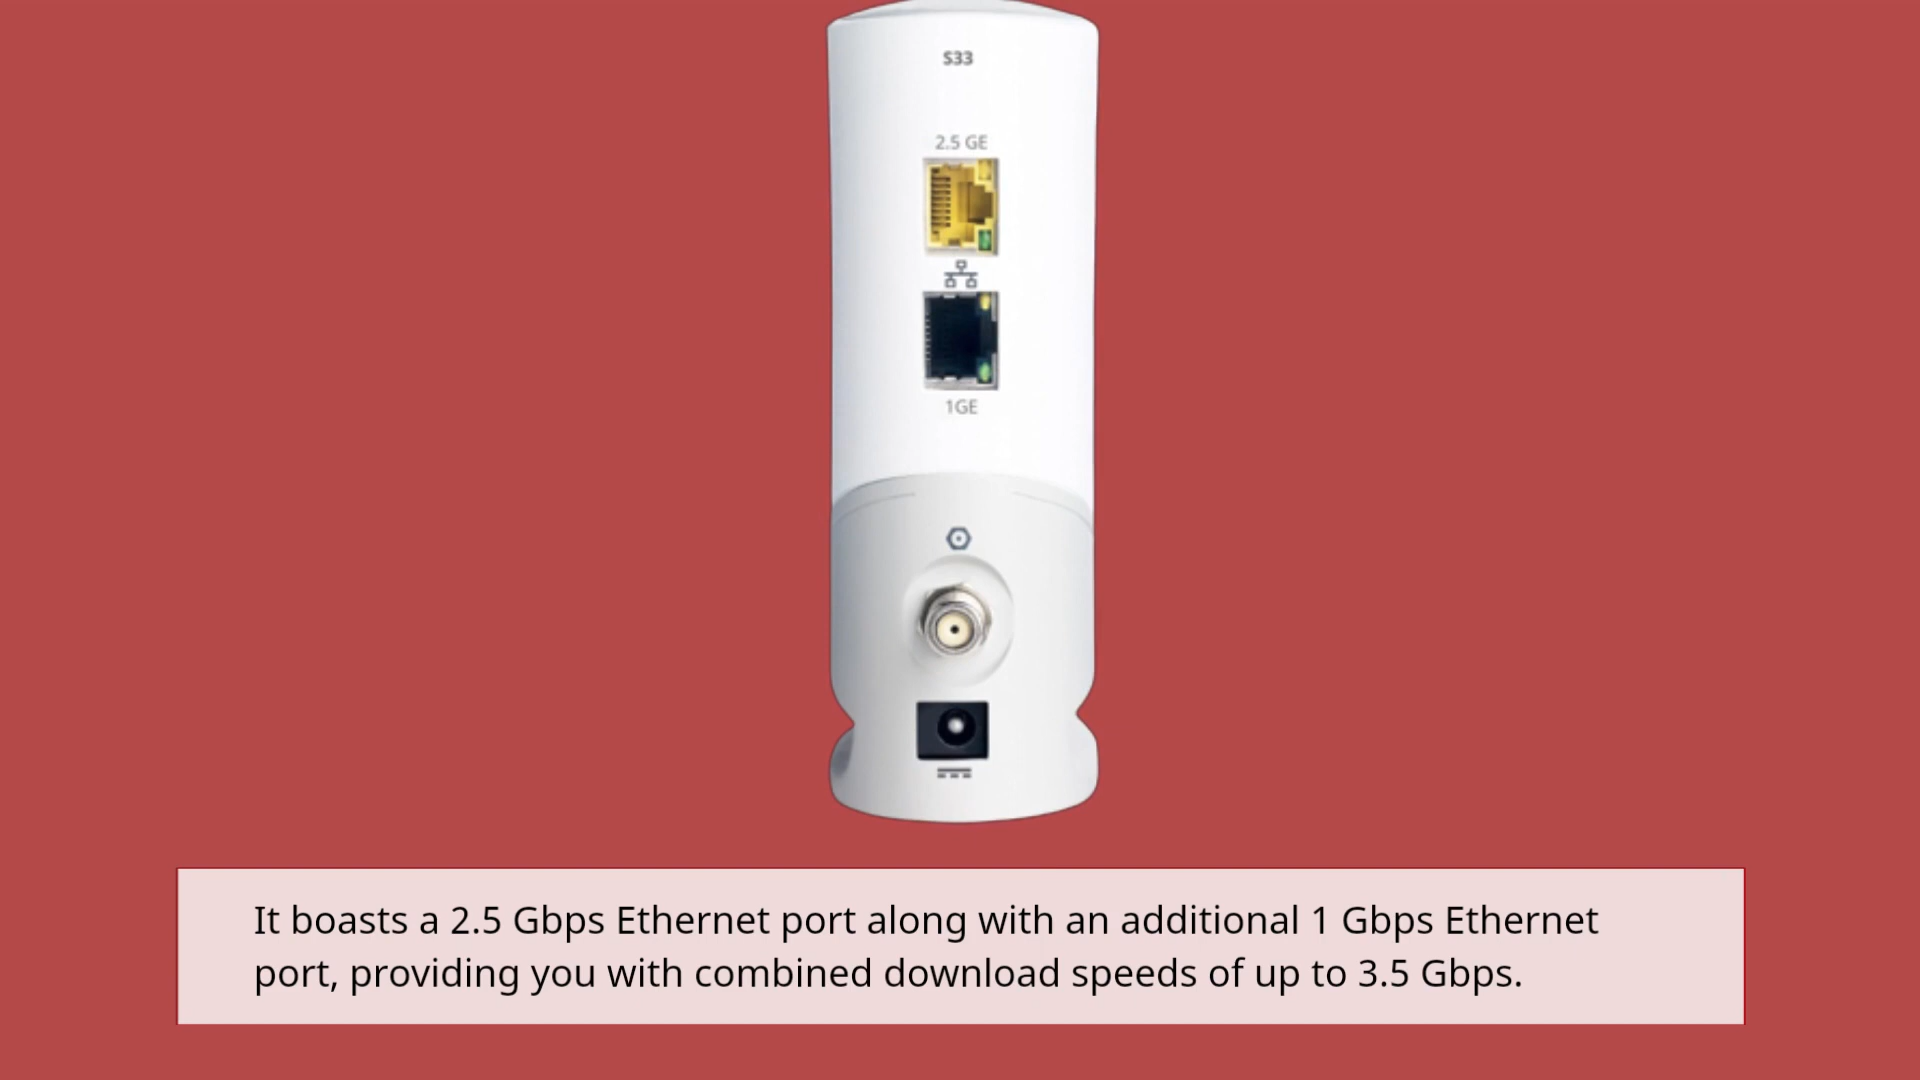 S33
2.5 GE
1GE
It boasts a 2.5 Gbps Ethernet port along with an additional 1 Gbps Ethernet
port, providing you with combined download speeds of up to 3.5 Gbps.